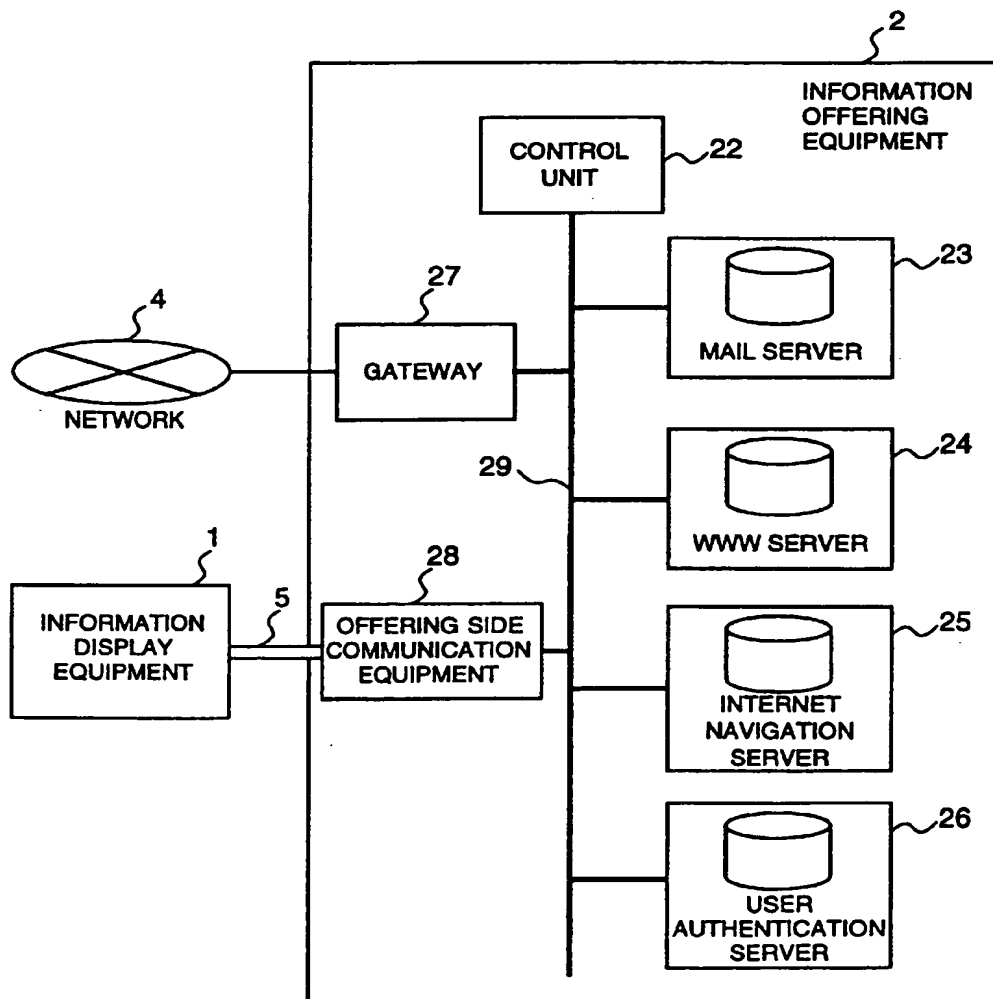 2
INFORMATION
OFFERING
EQUIPMENT
CONTROL
UNIT
22
23
MAIL SERVER
4
NETWORK
27
GATEWAY
24
WWW SERVER
29
1
INFORMATION
DISPLAY
EQUIPMENT
5
28
OFFERING SIDE
COMMUNICATION
EQUIPMENT
25
INTERNET
NAVIGATION
SERVER
26
USER
AUTHENTICATION
SERVER